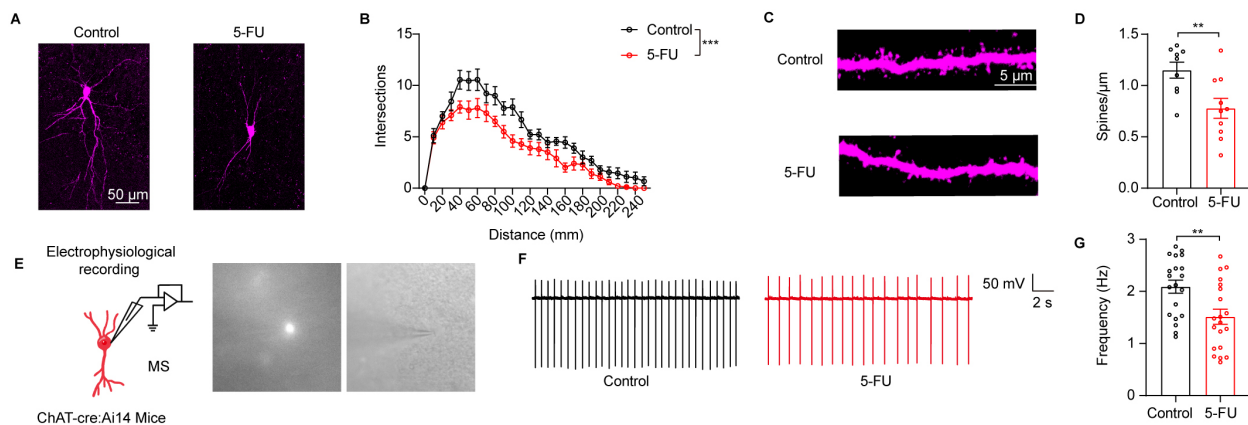 A
Control
5-FU
50 µm
B
Control
5-FU
***
Intersections
15
10
5
0
0
20
40
60
80
100
120
140
160
180
200
220
240
Distance (mm)
C
Control
5 µm
5-FU
D
**
Spines/µm
1.5
1.0
0.5
0.0
Control
5-FU
E
Electrophysiological
recording
MS
ChAT-cre:Ai14 Mice
F
Control
5-FU
50 mV
2 s
G
**
Frequency (Hz)
3
2
1
0
Control
5-FU